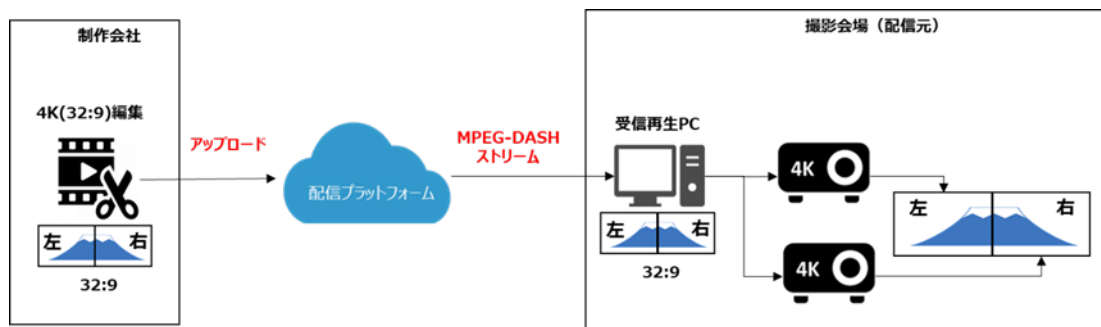 制作会社
4K(32:9)編集
左 右
32:9
アップロード
配信プラットフォーム
MPEG-DASH
ストリーム
撮影会場（配信元）
受信再生PC
左 右
32:9
4K
4K
左 右